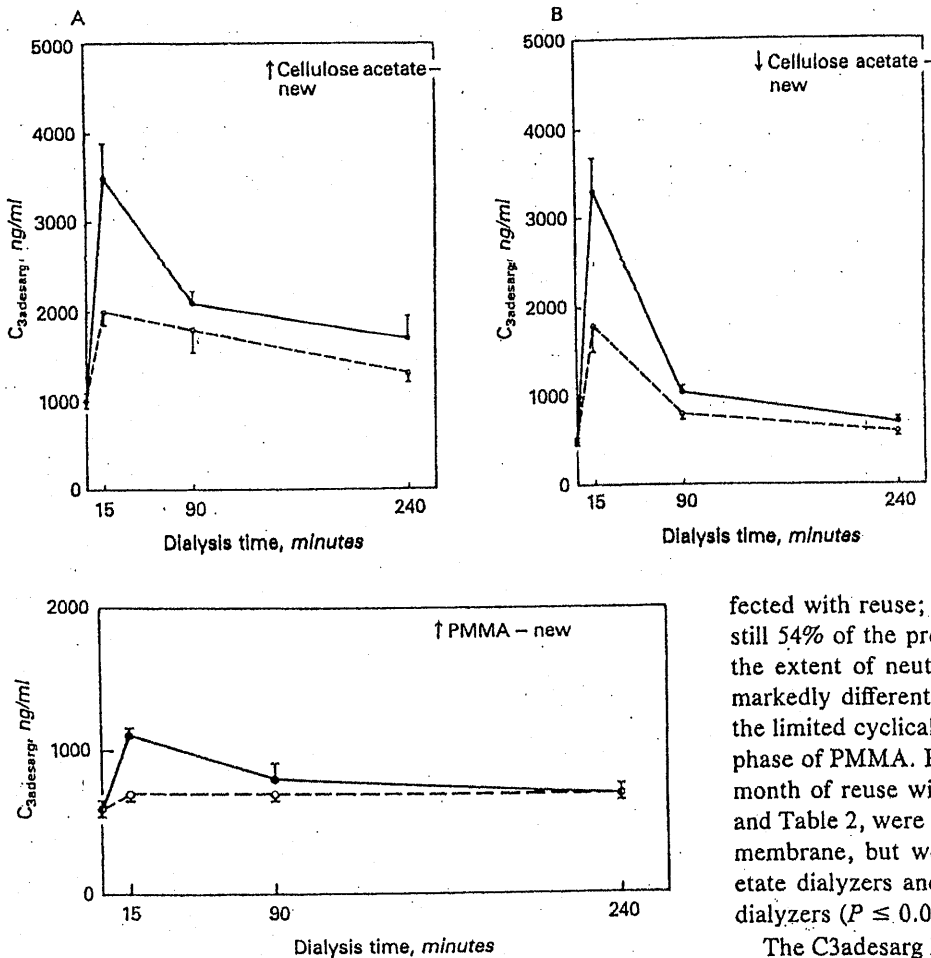 A
5000
4000
3000
2000
1000
0
C3adesarg, ng/ml
↑ Cellulose acetate –
new
15 90 240
Dialysis time, minutes
B
5000
4000
3000
2000
1000
0
C3adesarg, ng/ml
↓ Cellulose acetate –
new
15 90 240
Dialysis time, minutes
2000
1000
0
C3adesarg, ng/ml
↑ PMMA – new
15 90 240
Dialysis time, minutes
fected with reuse;
still 54% of the pre
the extent of neut
markedly different
the limited cyclical
phase of PMMA.
month of reuse wi
and Table 2, were
membrane, but w
etate dialyzers and
dialyzers (P ≤ 0.0
The C3adesarg